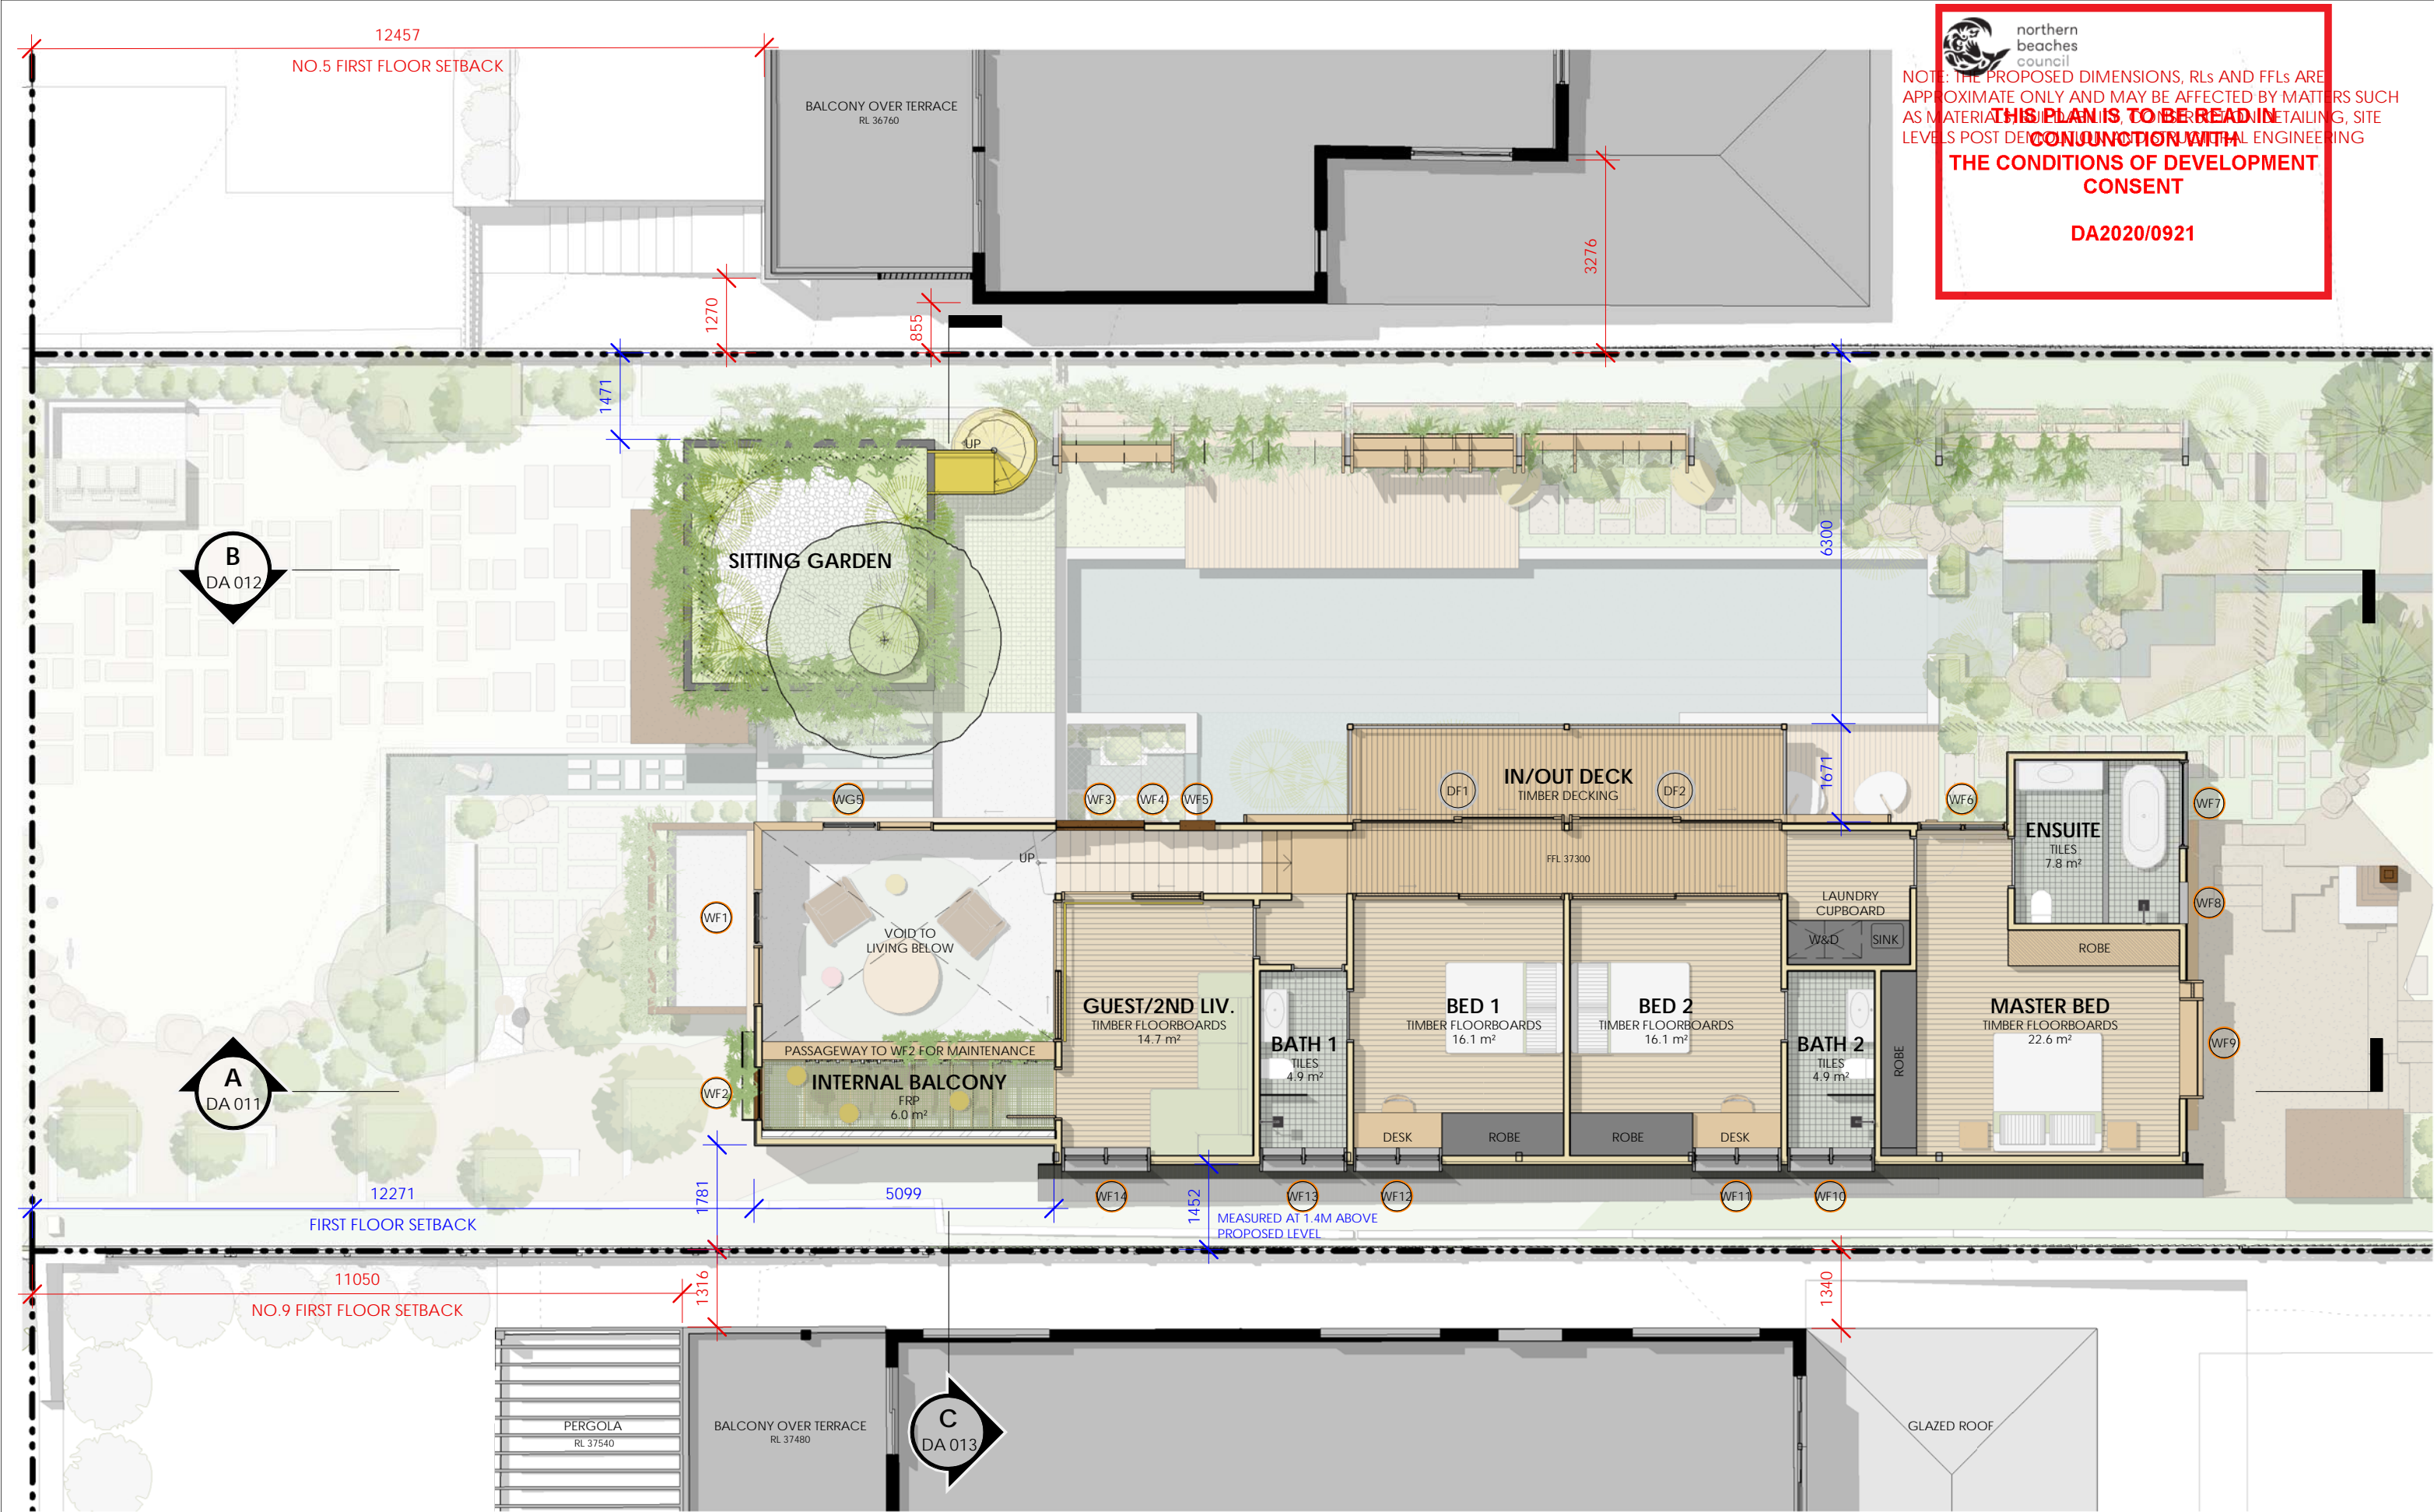 12457
NO.5 FIRST FLOOR SETBACK
BALCONY OVER TERRACE
RL 36760
northern
beaches
council
NOTE: THE PROPOSED DIMENSIONS, RLs AND FFLs ARE
APPROXIMATE ONLY AND MAY BE AFFECTED BY MATTERS SUCH
AS MATERIALS, DETAILING, SITE
LEVELS POST STRUCTURAL ENGINEERING
THIS PLAN IS TO BE READ IN
CONJUNCTION WITH
THE CONDITIONS OF DEVELOPMENT
CONSENT
DA2020/0921
3276
1270
855
1471
UP
B
DA 012
SITTING GARDEN
6300
1671
IN/OUT DECK
TIMBER DECKING
DF1
DF2
WG5
WF3
WF4
WF5
WF6
WF7
ENSUITE
TILES
7.8 m²
UP
FFL 37300
WF1
VOID TO
LIVING BELOW
LAUNDRY
CUPBOARD
W&D
SINK
WF8
ROBE
GUEST/2ND LIV.
TIMBER FLOORBOARDS
14.7 m²
BED 1
TIMBER FLOORBOARDS
16.1 m²
BED 2
TIMBER FLOORBOARDS
16.1 m²
MASTER BED
TIMBER FLOORBOARDS
22.6 m²
BATH 1
TILES
4.9 m²
BATH 2
TILES
4.9 m²
ROBE
WF9
PASSAGEWAY TO WF2 FOR MAINTENANCE
INTERNAL BALCONY
FRP
6.0 m²
WF2
A
DA 011
DESK
ROBE
ROBE
DESK
12271
FIRST FLOOR SETBACK
1781
5099
WF14
1452
WF13
WF12
WF11
WF10
MEASURED AT 1.4M ABOVE
PROPOSED LEVEL
11050
NO.9 FIRST FLOOR SETBACK
1316
1340
PERGOLA
RL 37540
BALCONY OVER TERRACE
RL 37480
C
DA 013
GLAZED ROOF